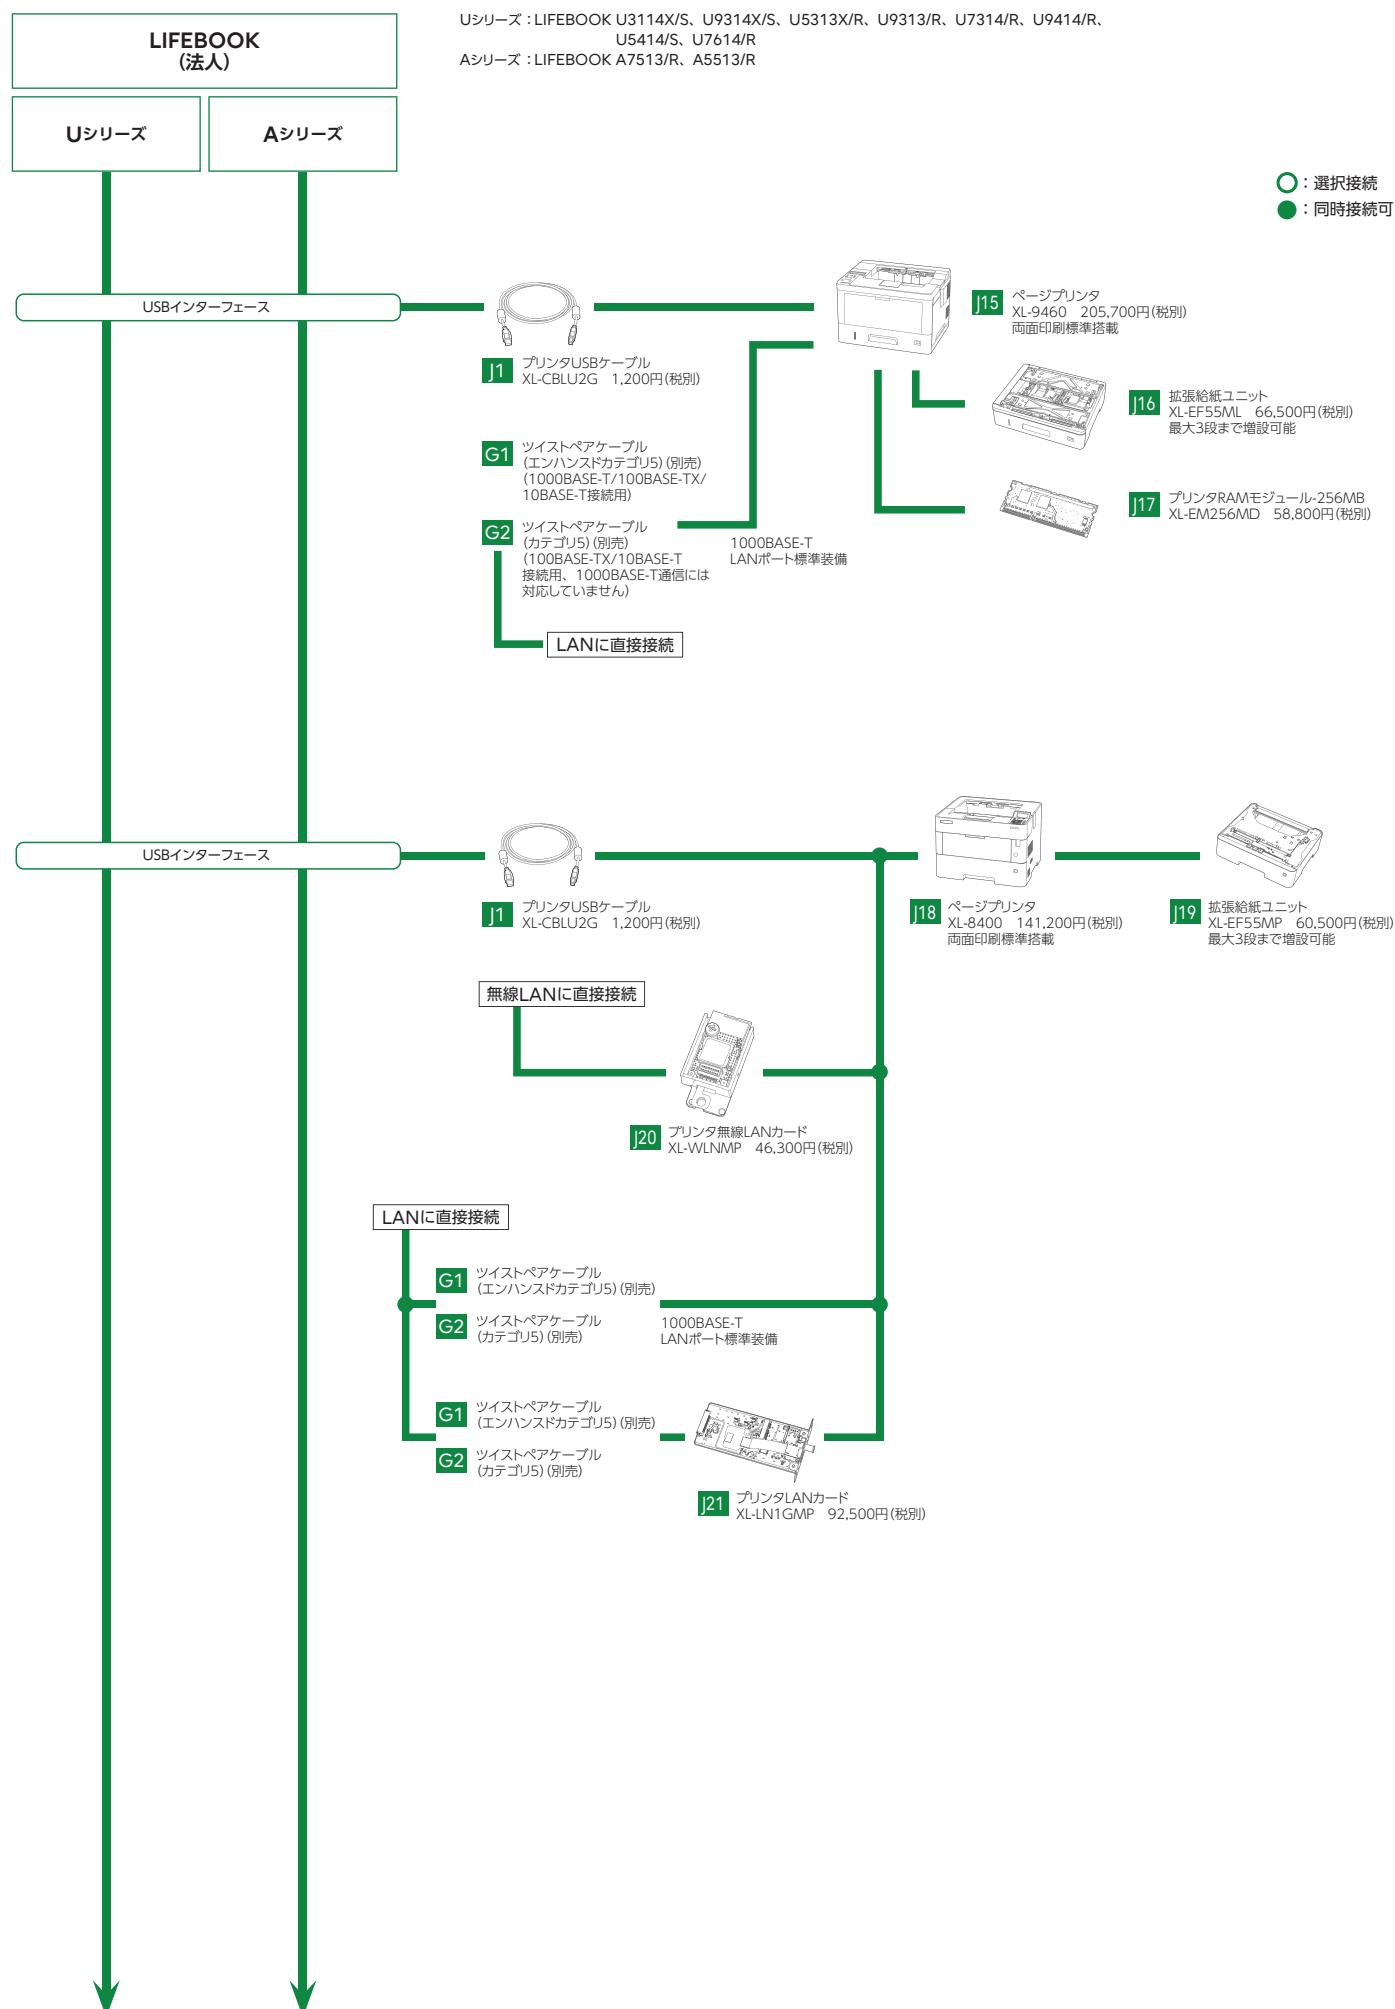 Uシリーズ：LIFEBOOK U3114X/S、U9314X/S、U5313X/R、U9313/R、U7314/R、U9414/R、
U5414/S、U7614/R
Aシリーズ：LIFEBOOK A7513/R、A5513/R
LIFEBOOK
（法人）
Uシリーズ
Aシリーズ
：選択接続
：同時接続可
USBインターフェース
J1
プリンタUSBケーブル
XL-CBLU2G 1,200円（税別）
J15
ページプリンタ
XL-9460 205,700円（税別）
両面印刷標準搭載
J16
拡張給紙ユニット
XL-EF55ML 66,500円（税別）
最大3段まで増設可能
G1
ツイストペアケーブル
（エンハンスドカテゴリ5）（別売）
（1000BASE-T/100BASE-TX/
10BASE-T接続用）
J17
プリンタRAMモジュール-256MB
XL-EM256MD 58,800円（税別）
G2
ツイストペアケーブル
（カテゴリ5）（別売）
（100BASE-TX/10BASE-T
接続用、1000BASE-T通信には
対応していません）
1000BASE-T
LANポート標準装備
LANに直接接続
USBインターフェース
J1
プリンタUSBケーブル
XL-CBLU2G 1,200円（税別）
J18
ページプリンタ
XL-8400 141,200円（税別）
両面印刷標準搭載
J19
拡張給紙ユニット
XL-EF55MP 60,500円（税別）
最大3段まで増設可能
無線LANに直接接続
J20
プリンタ無線LANカード
XL-WLNMP 46,300円（税別）
LANに直接接続
G1
ツイストペアケーブル
（エンハンスドカテゴリ5）（別売）
G2
ツイストペアケーブル
（カテゴリ5）（別売）
1000BASE-T
LANポート標準装備
G1
ツイストペアケーブル
（エンハンスドカテゴリ5）（別売）
G2
ツイストペアケーブル
（カテゴリ5）（別売）
J21
プリンタLANカード
XL-LN1GMP 92,500円（税別）